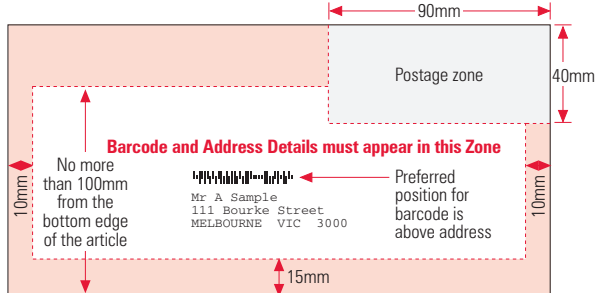 90mm
Postage zone
40mm
Barcode and Address Details must appear in this Zone
No more
than 100mm
from the
bottom edge
of the article
10mm
Mr A Sample
111 Bourke Street
MELBOURNE VIC 3000
Preferred
position for
barcode is
above address
10mm
15mm